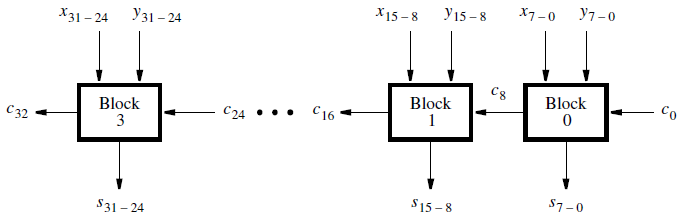 x31 – 24 y31 – 24 x15 – 8 y15 – 8 x7 – 0 y7 – 0
c32 Block 3 c24 • • • c16 Block 1 c8 Block 0 c0
s31 – 24 s15 – 8 s7 – 0